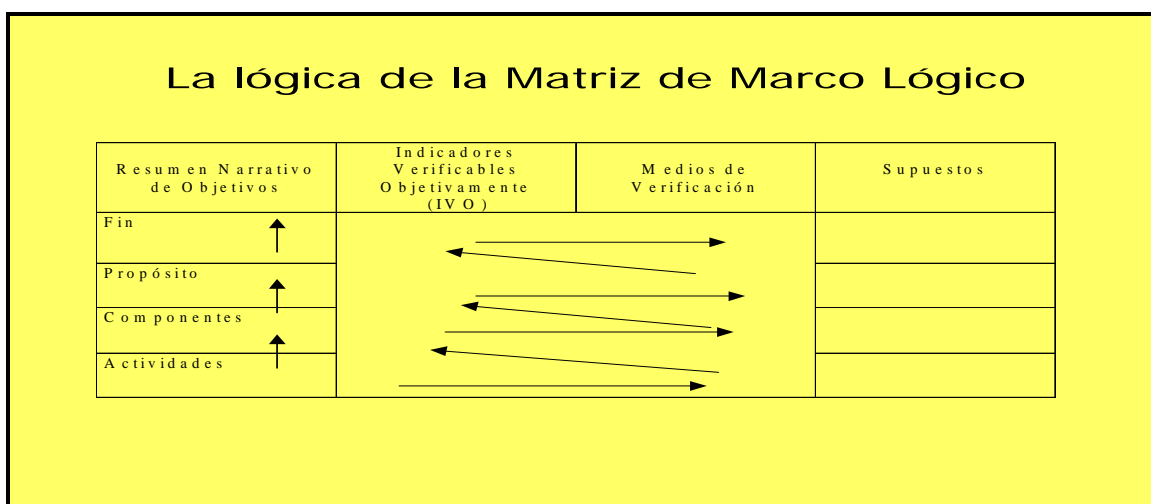 La lógica de la Matriz de Marco Lógico
Resumen Narrativo
de Objetivos
Indicadores
Verificables
Objetivamente
(IVO)
Medios de
Verificación
Supuestos
Fin
Propósito
Componentes
Actividades